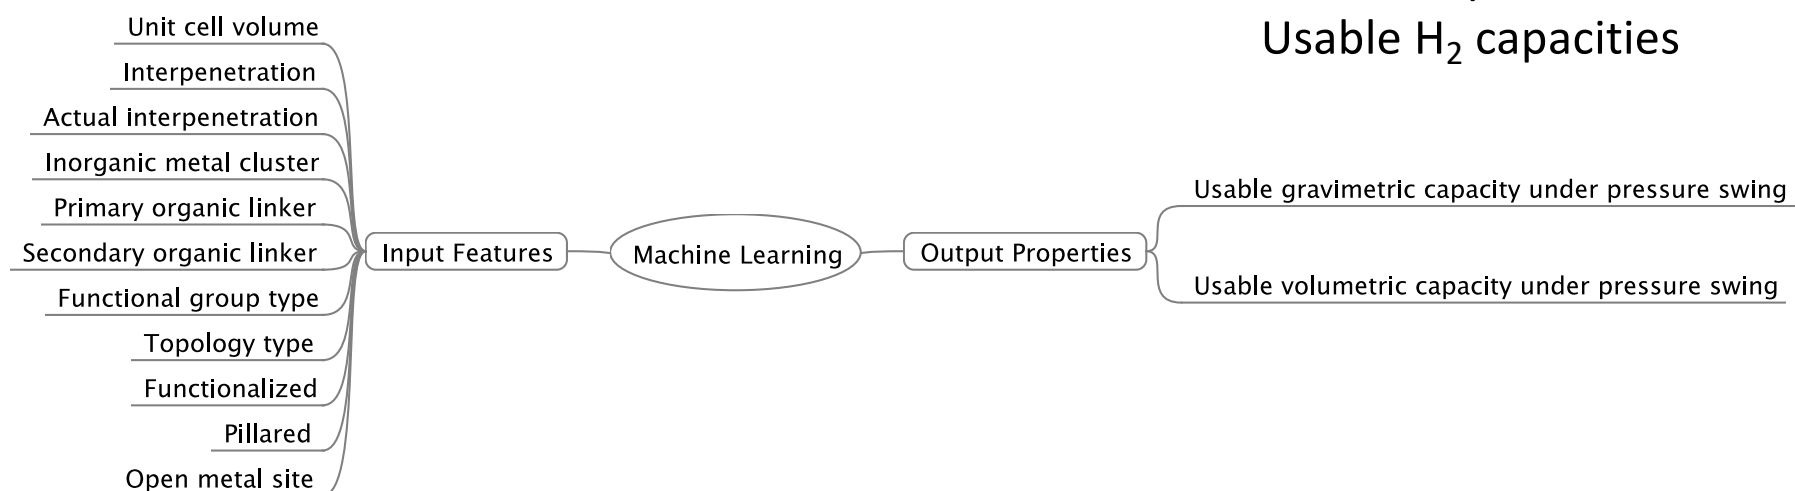 Usable H₂ capacities
Unit cell volume
Interpenetration
Actual interpenetration
Inorganic metal cluster
Primary organic linker
Secondary organic linker
Functional group type
Topology type
Functionalized
Pillared
Open metal site
Input Features
Machine Learning
Output Properties
Usable gravimetric capacity under pressure swing
Usable volumetric capacity under pressure swing